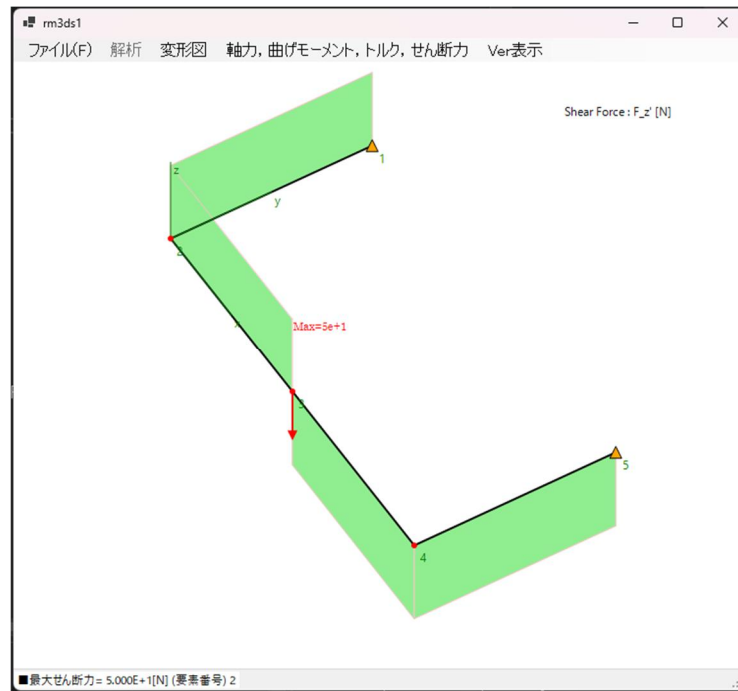 rm3ds1
ファイル(F) 解析 変形図 軸力，曲げモーメント，トルク，せん断力 Ver表示
Shear Force : F_z' [N]
1
z
y
2
x
Max=5e+1
3
5
4
■最大せん断力= 5.000E+1[N] (要素番号) 2